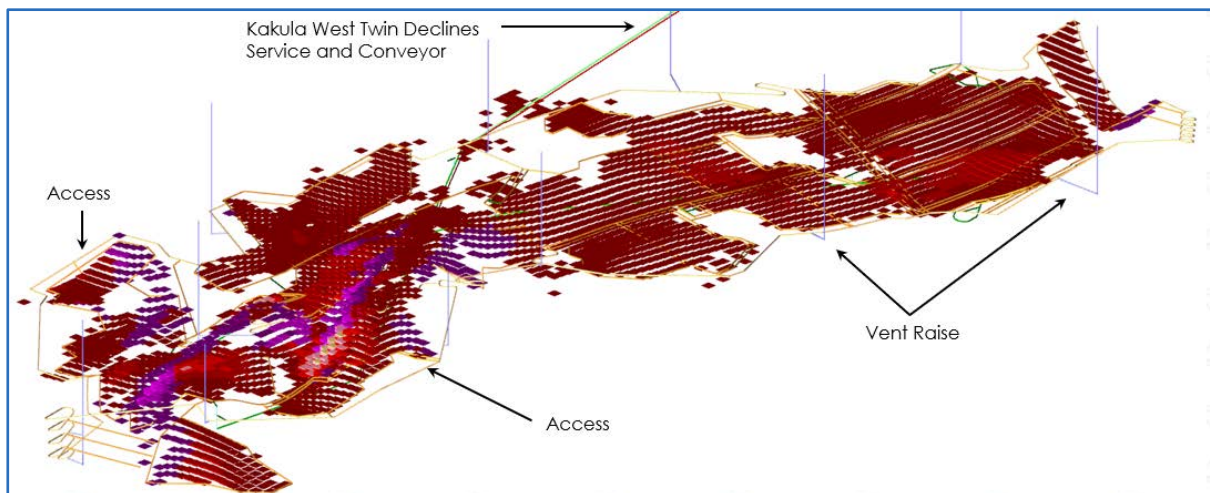 Kakula West Twin Declines
Service and Conveyor
Access
Vent Raise
Access